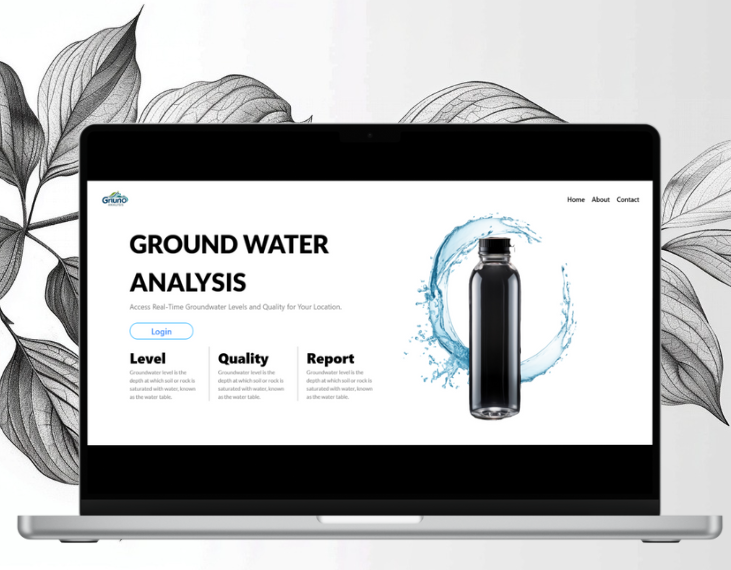 Home About Contact
GROUND WATER
ANALYSIS
Access Real-Time Groundwater Levels and Quality for Your Location.
Login
Level
Groundwater level is the
depth at which soil or rock is
saturated with water, known
as the water table.
Quality
Groundwater level is the
depth at which soil or rock is
saturated with water, known
as the water table.
Report
Groundwater level is the
depth at which soil or rock is
saturated with water, known
as the water table.